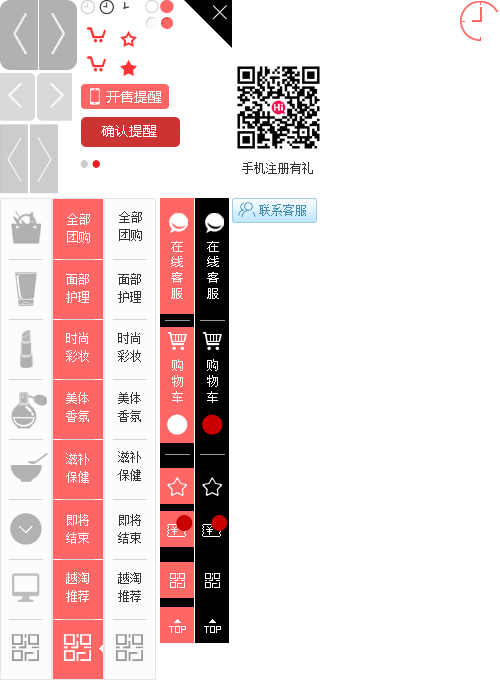 开售提醒
确认提醒
Hi
手机注册有礼
联系客服
全部
团购
全部
团购
面部
护理
面部
护理
时尚
彩妆
时尚
彩妆
美体
香氛
美体
香氛
滋补
保健
滋补
保健
即将
结束
即将
结束
越淘
推荐
越淘
推荐
在线客服
在线客服
购物车
购物车
TOP
TOP